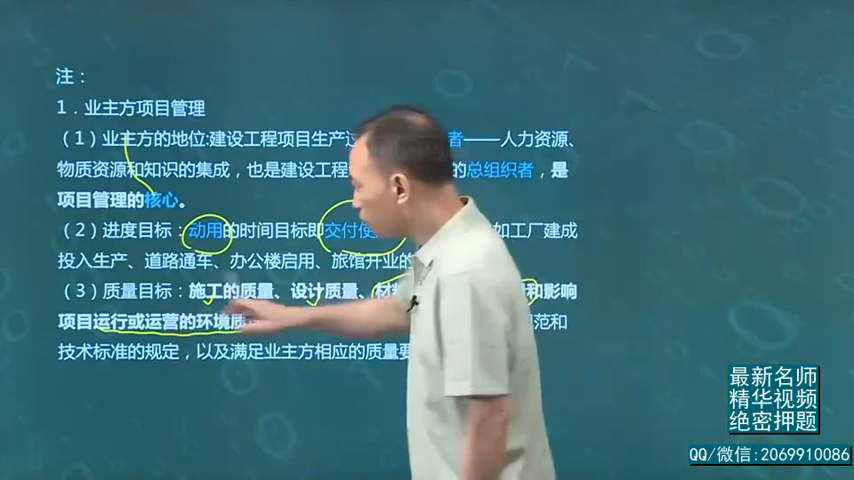 注：
1．业主方项目管理
（1）业主方的地位:建设工程项目生产过 者——人力资源、
物质资源和知识的集成，也是建设工程 的总组织者，是
项目管理的核心。
（2）进度目标：动用的时间目标即交付使 如工厂建成
投入生产、道路通车、办公楼启用、旅馆开业的
（3）质量目标：施工的质量、设计质量、材 和影响
项目运行或运营的环境质 范和
技术标准的规定，以及满足业主方相应的质量要
最新名师
精华视频
绝密押题
QQ/微信:2069910086